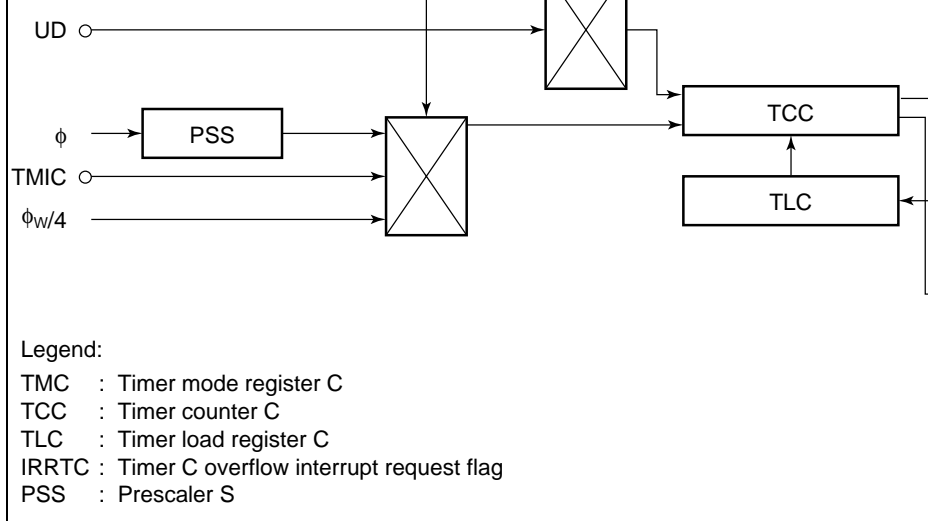 UD
TCC
ϕ
PSS
TMIC
TLC
ϕW/4
Legend:
TMC : Timer mode register C
TCC : Timer counter C
TLC : Timer load register C
IRRTC : Timer C overflow interrupt request flag
PSS : Prescaler S